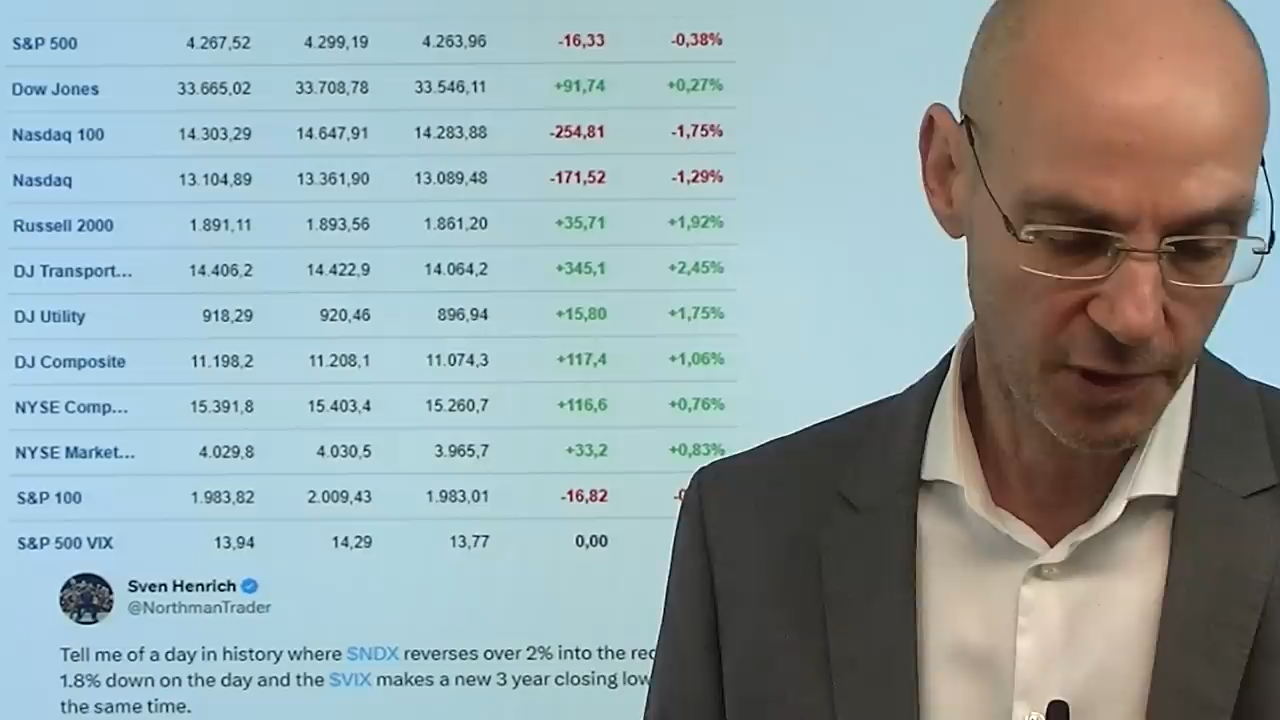 S&P 500 4.267,52 4.299,19 4.263,96 -16,33 -0,38%
Dow Jones 33.665,02 33.708,78 33.546,11 +91,74 +0,27%
Nasdaq 100 14.303,29 14.647,91 14.283,88 -254,81 -1,75%
Nasdaq 13.104,89 13.361,90 13.089,48 -171,52 -1,29%
Russell 2000 1.891,11 1.893,56 1.861,20 +35,71 +1,92%
DJ Transport... 14.406,2 14.422,9 14.064,2 +345,1 +2,45%
DJ Utility 918,29 920,46 896,94 +15,80 +1,75%
DJ Composite 11.198,2 11.208,1 11.074,3 +117,4 +1,06%
NYSE Comp... 15.391,8 15.403,4 15.260,7 +116,6 +0,76%
NYSE Market... 4.029,8 4.030,5 3.965,7 +33,2 +0,83%
S&P 100 1.983,82 2.009,43 1.983,01 -16,82
S&P 500 VIX 13,94 14,29 13,77 0,00
Sven Henrich
@NorthmanTrader
Tell me of a day in history where $NDX reverses over 2% into the
1.8% down on the day and the $VIX makes a new 3 year closing low
the same time.